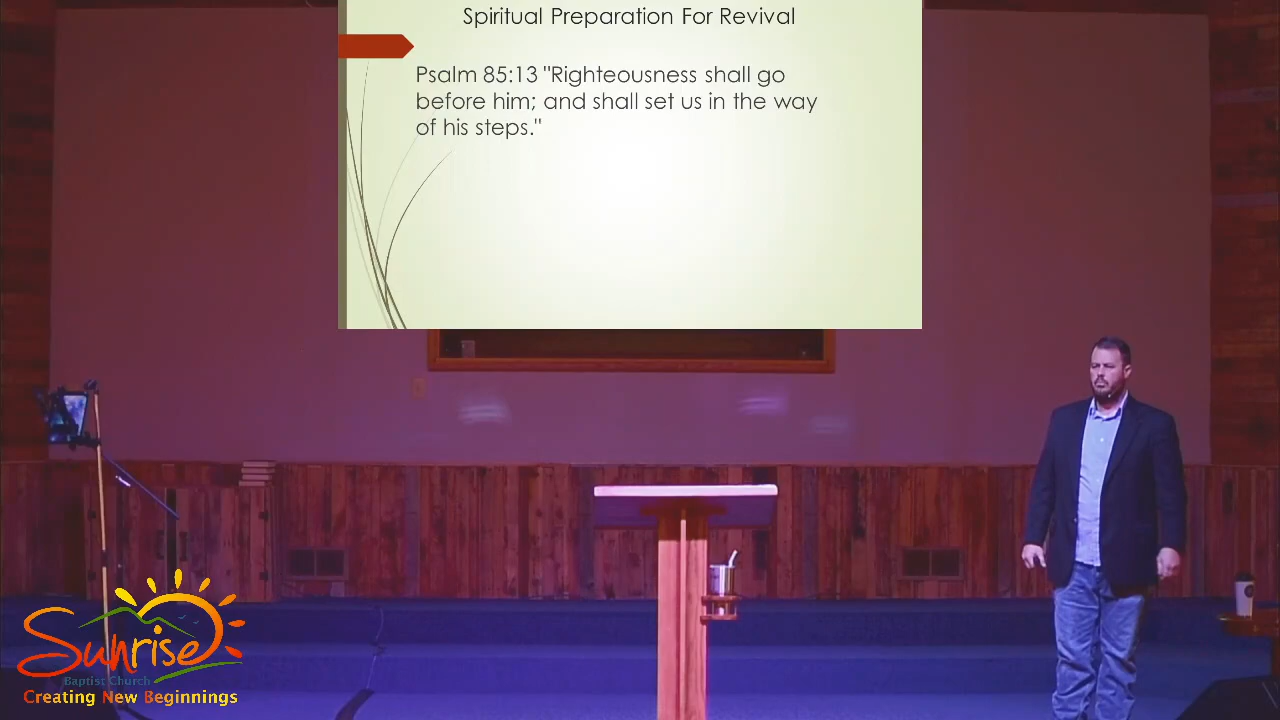 Spiritual Preparation For Revival
Psalm 85:13 "Righteousness shall go
before him; and shall set us in the way
of his steps."
Sunrise
Baptist Church
Creating New Beginnings